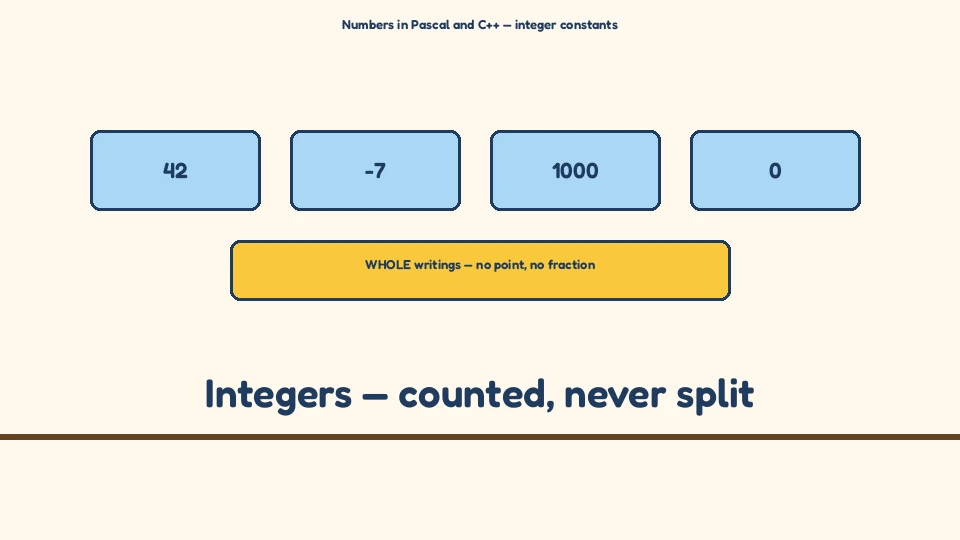 Numbers in Pascal and C++ — integer constants
42
-7
1000
0
WHOLE writings — no point, no fraction
Integers — counted, never split